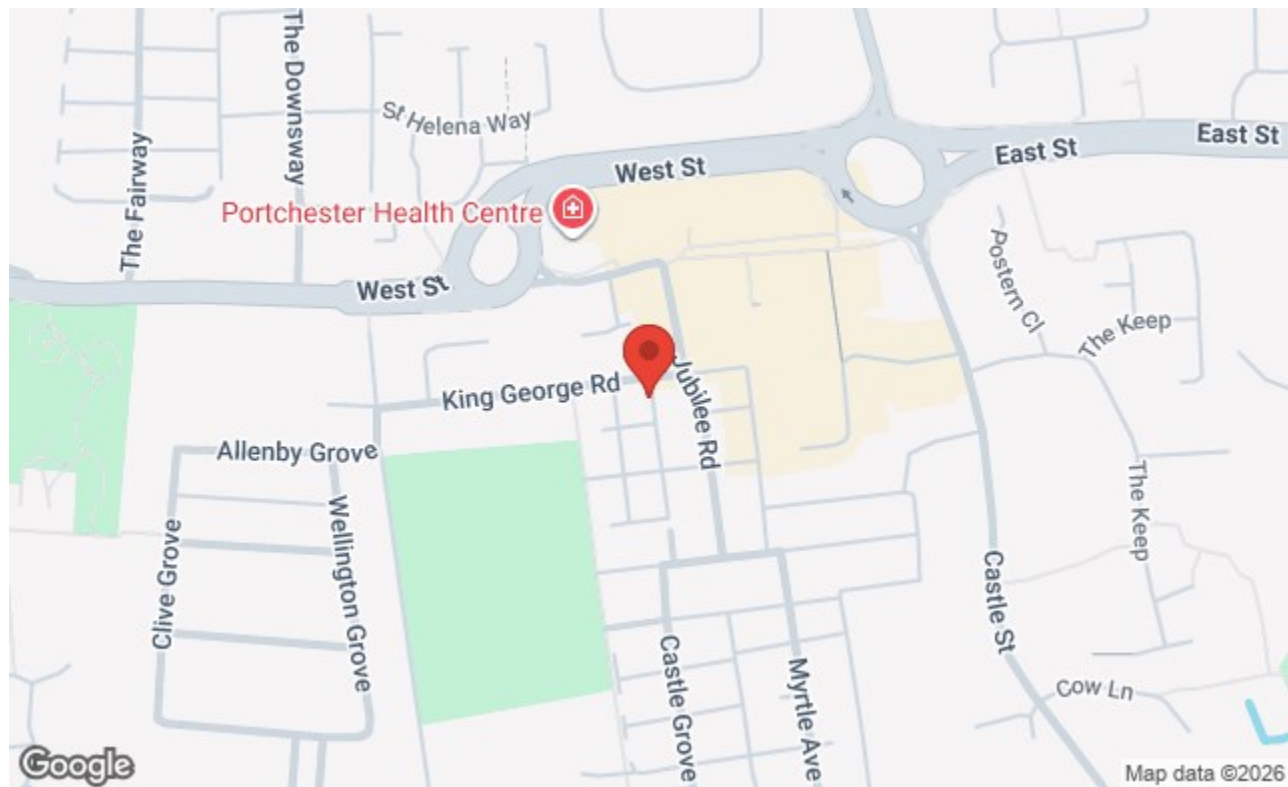 The Downsway
The Fairway
St Helena Way
West St
East St
East St
Portchester Health Centre
West St
Postern Cl
The Keep
Jubilee Rd
King George Rd
Allenby Grove
The Keep
Wellington Grove
Clive Grove
Castle St
Castle Grove
Myrtle Ave
Cow Ln
Google
Map data ©2026